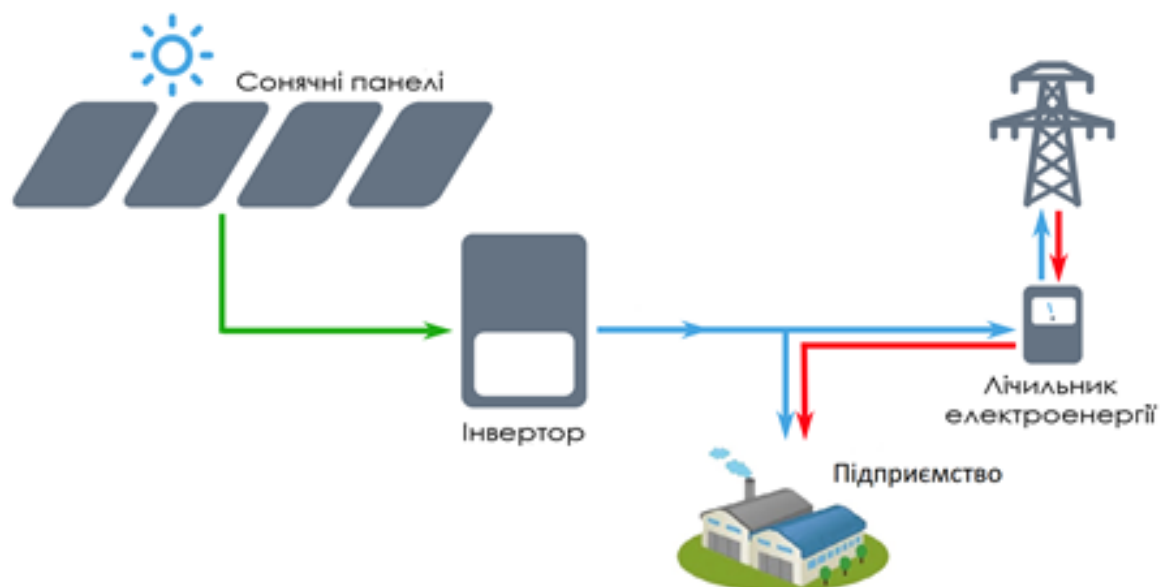 Сонячні панелі
Інвертор
Лічильник
електроенергії
Підприємство